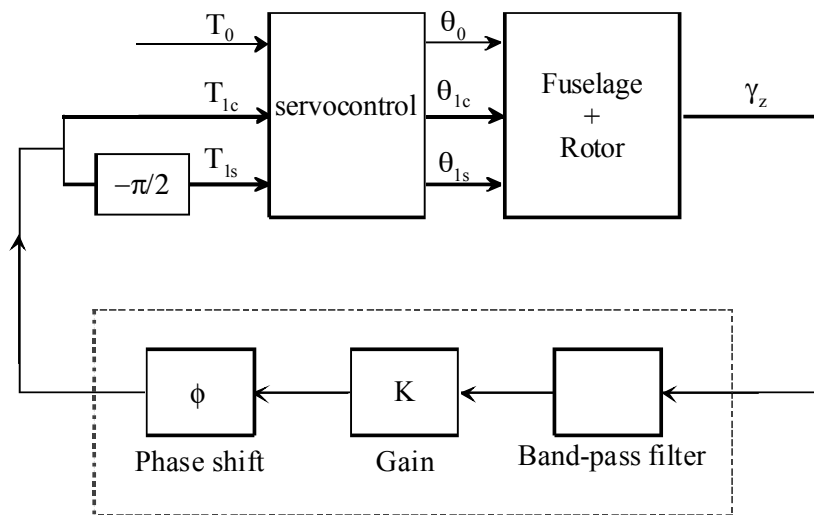 T₀
T₁c
T₁s
−π/2
servocontrol
θ₀
θ₁c
θ₁s
Fuselage
+
Rotor
γz
ϕ
K
Phase shift
Gain
Band-pass filter